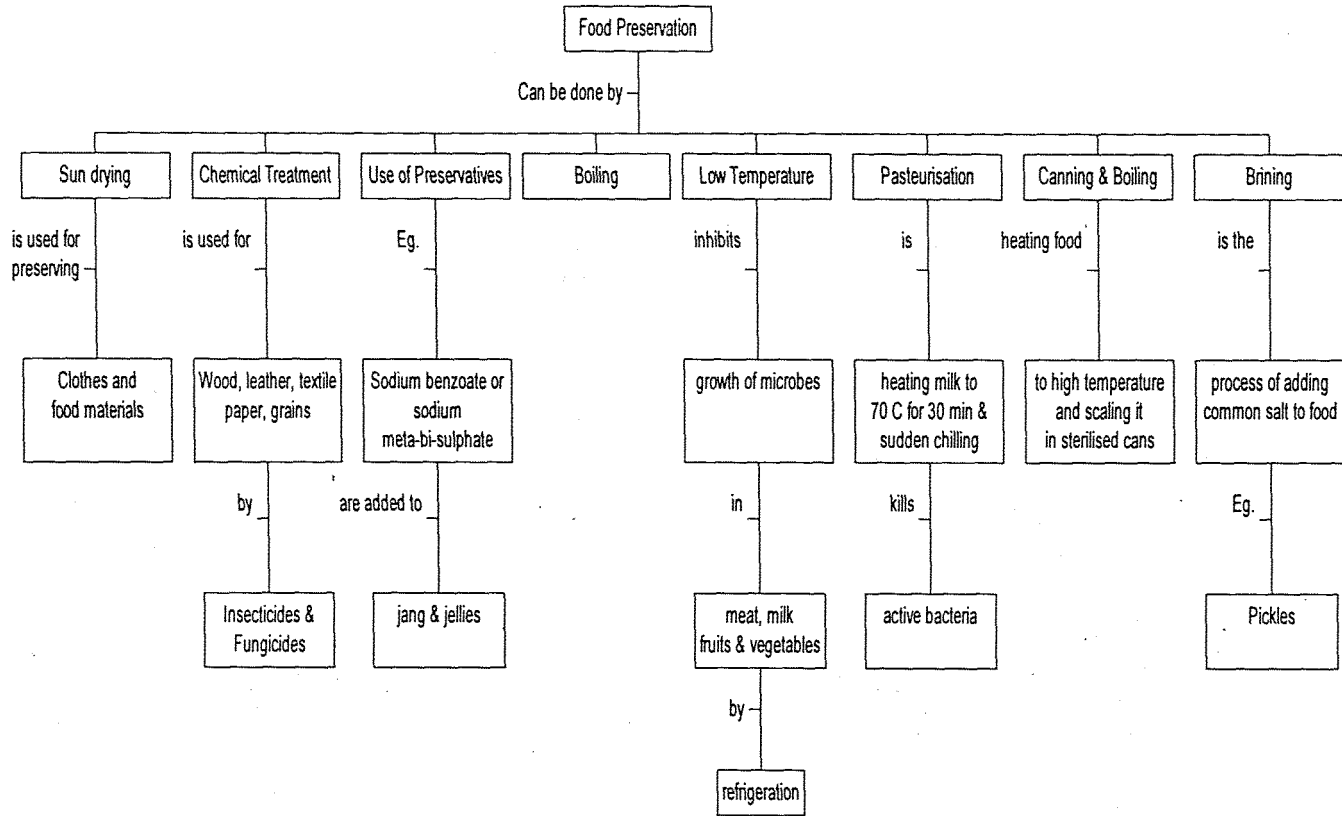 Food Preservation
Can be done by
Sun drying
Chemical Treatment
Use of Preservatives
Boiling
Low Temperature
Pasteurisation
Canning & Boiling
Brining
is used for
preserving
is used for
Eg.
inhibits
is
heating food
is the
Clothes and
food materials
Wood, leather, textile
paper, grains
Sodium benzoate or
sodium
meta-bi-sulphate
growth of microbes
heating milk to
70 C for 30 min &
sudden chilling
to high temperature
and scaling it
in sterilised cans
process of adding
common salt to food
by
are added to
in
kills
Eg.
Insecticides &
Fungicides
jang & jellies
meat, milk
fruits & vegetables
active bacteria
Pickles
by
refrigeration